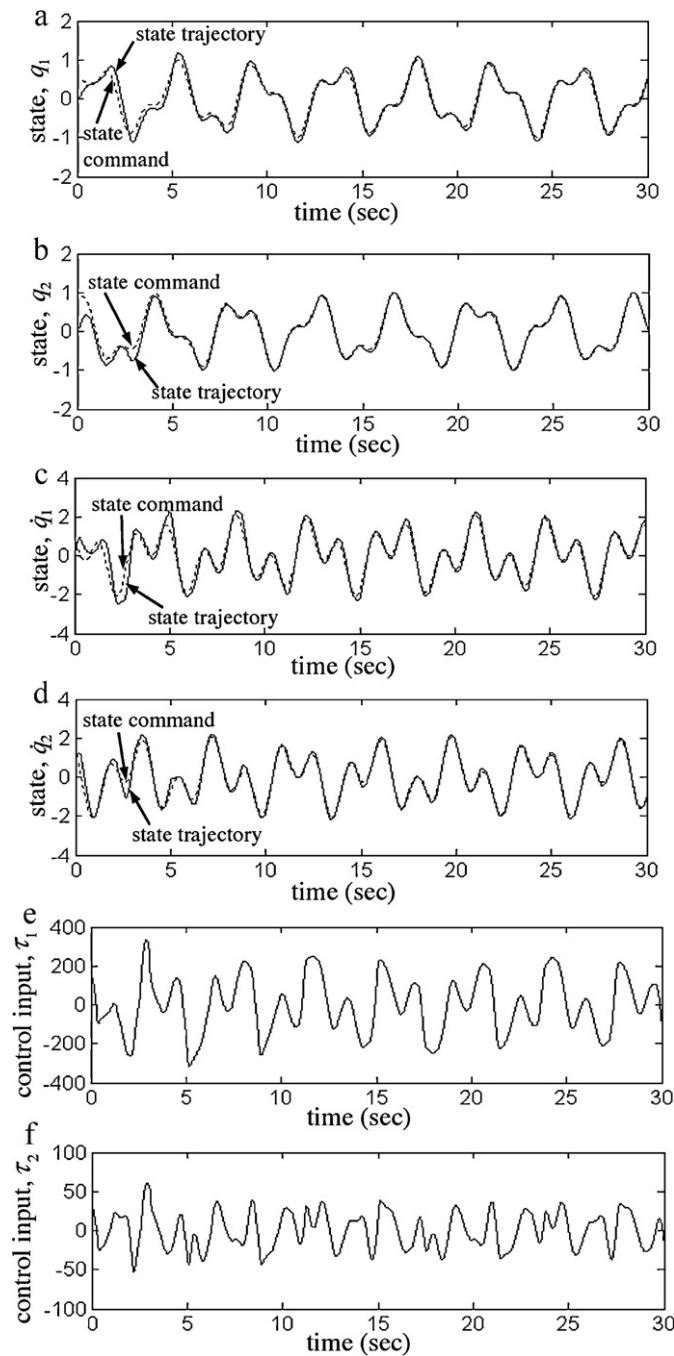 a
2
1
0
-1
-2
state, q₁
state trajectory
state
command
0 5 10 15 20 25 30
time (sec)
b
2
1
0
-1
-2
state, q₂
state command
state trajectory
0 5 10 15 20 25 30
time (sec)
c
4
2
0
-2
-4
state, q̇₁
state command
state trajectory
0 5 10 15 20 25 30
time (sec)
d
4
2
0
-2
-4
state, q̇₂
state command
state trajectory
0 5 10 15 20 25 30
time (sec)
e
400
200
0
-200
-400
control input, τ₁
0 5 10 15 20 25 30
time (sec)
f
100
50
0
-50
-100
control input, τ₂
0 5 10 15 20 25 30
time (sec)